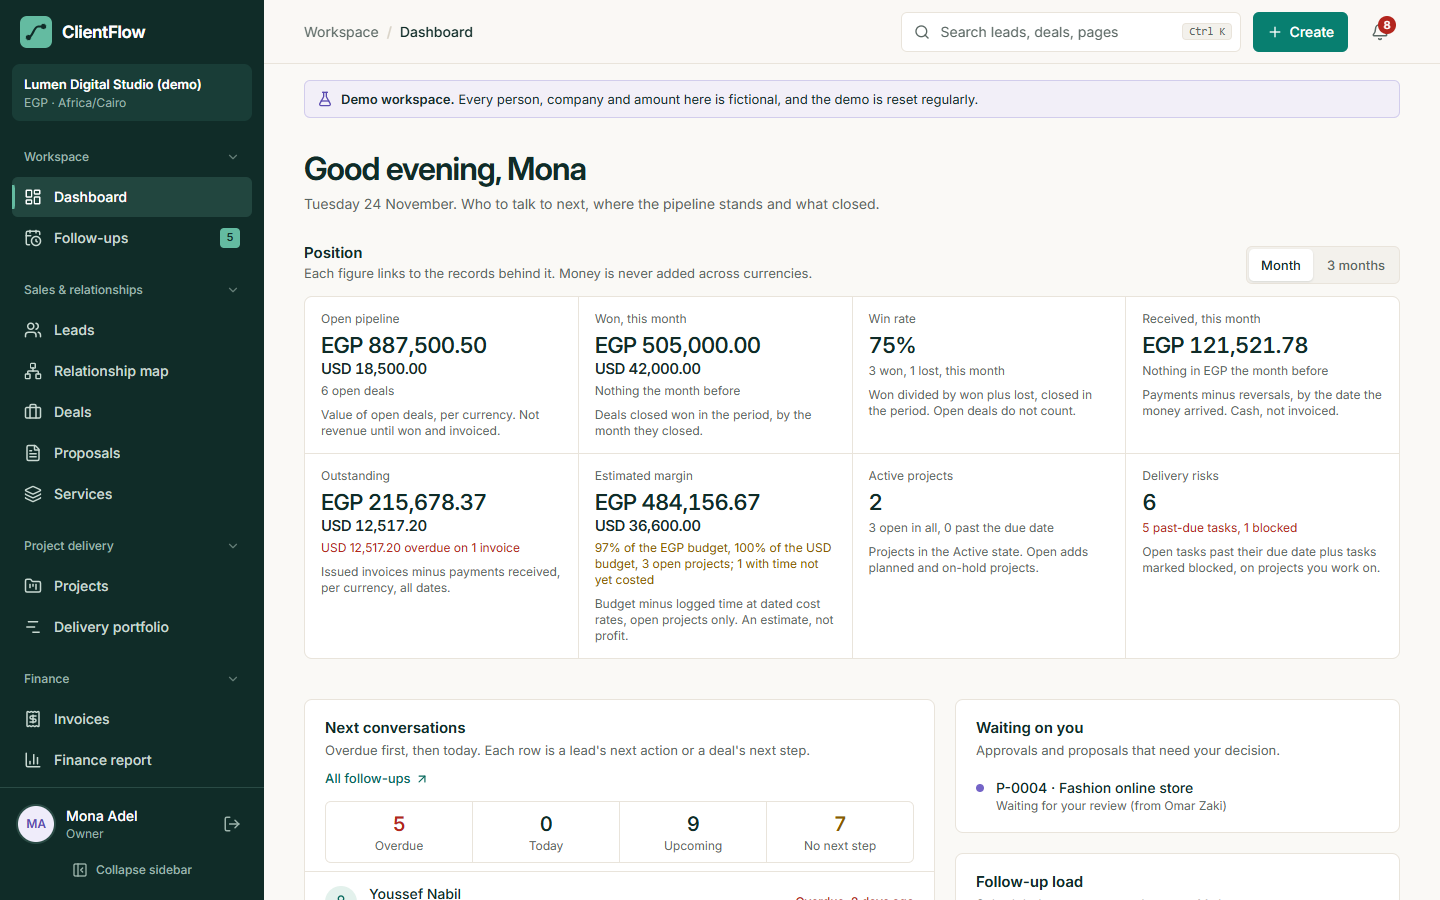 ClientFlow
Lumen Digital Studio (demo)
EGP · Africa/Cairo
Workspace
Dashboard
Follow-ups
5
Sales & relationships
Leads
Relationship map
Deals
Proposals
Services
Project delivery
Projects
Delivery portfolio
Finance
Invoices
Finance report
MA
Mona Adel
Owner
Collapse sidebar
Workspace / Dashboard
Search leads, deals, pages
Ctrl K
Create
8
Demo workspace. Every person, company and amount here is fictional, and the demo is reset regularly.
Good evening, Mona
Tuesday 24 November. Who to talk to next, where the pipeline stands and what closed.
Position
Each figure links to the records behind it. Money is never added across currencies.
Month
3 months
Open pipeline
EGP 887,500.50
USD 18,500.00
6 open deals
Value of open deals, per currency. Not
revenue until won and invoiced.
Won, this month
EGP 505,000.00
USD 42,000.00
Nothing the month before
Deals closed won in the period, by the
month they closed.
Win rate
75%
3 won, 1 lost, this month
Won divided by won plus lost, closed in
the period. Open deals do not count.
Received, this month
EGP 121,521.78
Nothing in EGP the month before
Payments minus reversals, by the date the
money arrived. Cash, not invoiced.
Outstanding
EGP 215,678.37
USD 12,517.20
USD 12,517.20 overdue on 1 invoice
Issued invoices minus payments received,
per currency, all dates.
Estimated margin
EGP 484,156.67
USD 36,600.00
97% of the EGP budget, 100% of the USD
budget, 3 open projects; 1 with time not
yet costed
Budget minus logged time at dated cost
rates, open projects only. An estimate, not
profit.
Active projects
2
3 open in all, 0 past the due date
Projects in the Active state. Open adds
planned and on-hold projects.
Delivery risks
6
5 past-due tasks, 1 blocked
Open tasks past their due date plus tasks
marked blocked, on projects you work on.
Next conversations
Overdue first, then today. Each row is a lead's next action or a deal's next step.
All follow-ups
5
Overdue
0
Today
9
Upcoming
7
No next step
Youssef Nabil
Waiting on you
Approvals and proposals that need your decision.
P-0004 · Fashion online store
Waiting for your review (from Omar Zaki)
Follow-up load